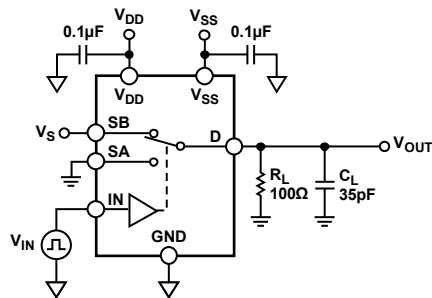 VDD
VSS
0.1µF
0.1µF
VDD
VSS
VS
SB
SA
D
VOUT
RL
100Ω
CL
35pF
IN
VIN
GND